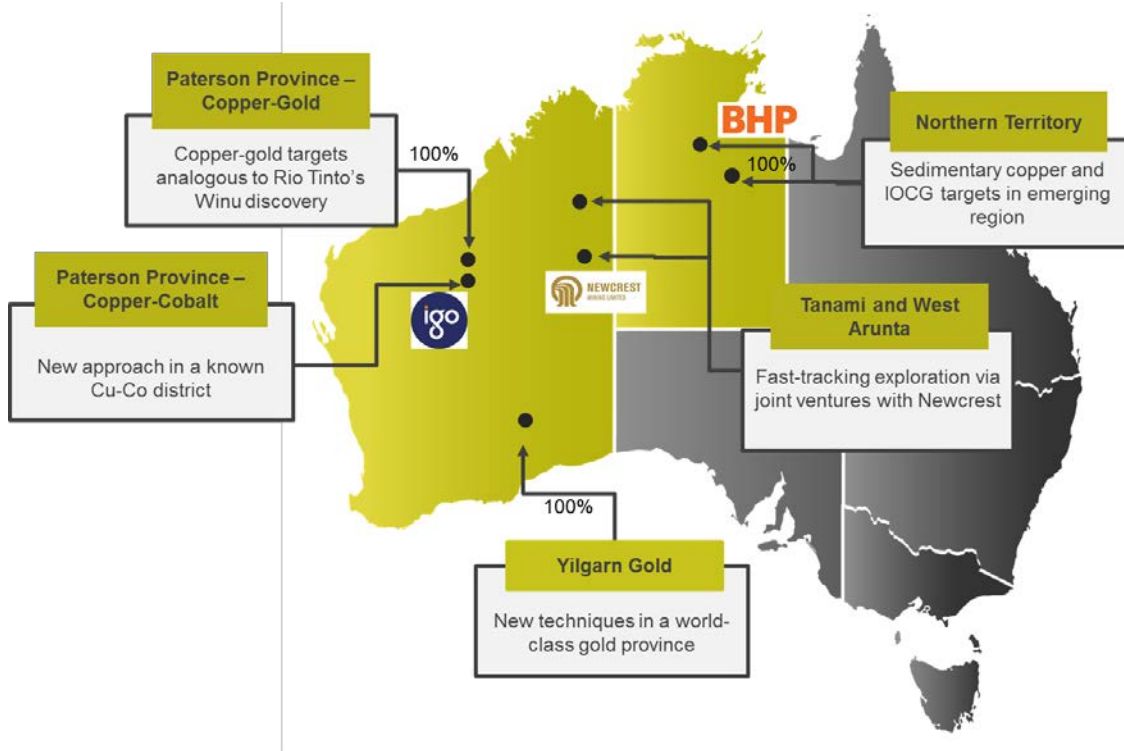 Paterson Province –
Copper-Gold
Copper-gold targets
analogous to Rio Tinto's
Winu discovery
100%
BHP
100%
Northern Territory
Sedimentary copper and
IOCG targets in emerging
region
Paterson Province –
Copper-Cobalt
New approach in a known
Cu-Co district
igo
NEWCREST
MINING LIMITED
Tanami and West
Arunta
Fast-tracking exploration via
joint ventures with Newcrest
100%
Yilgarn Gold
New techniques in a world-
class gold province